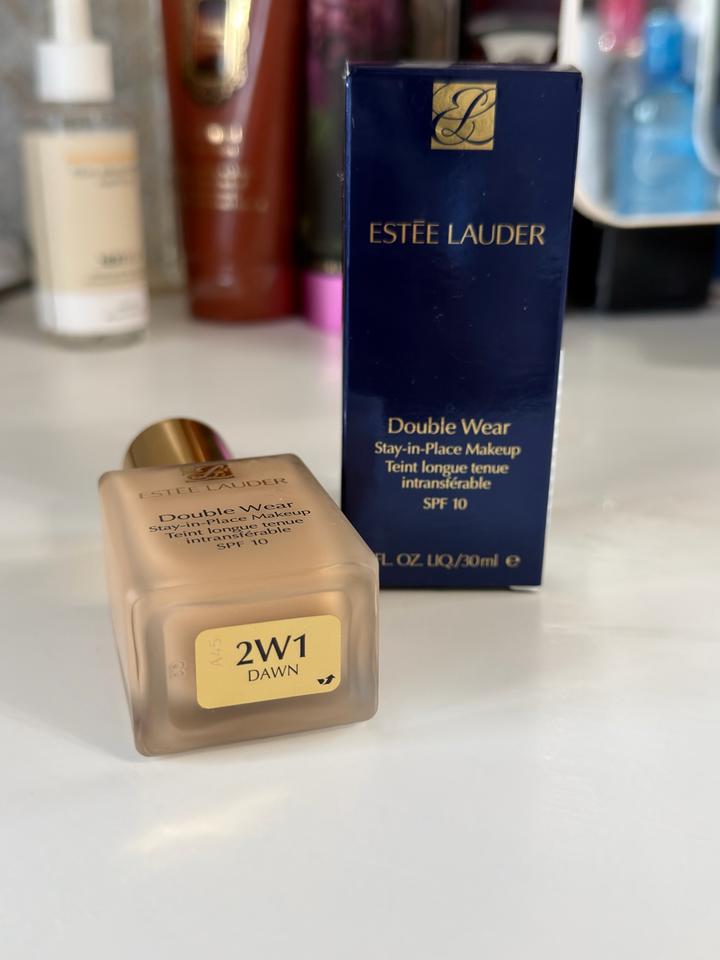 ESTĒE LAUDER
Double Wear
Stay-in-Place Makeup
Teint longue tenue
intransférable
SPF 10
FL. OZ. LIQ./30ml e
ESTĒE LAUDER
Double Wear
Stay-in-Place Makeup
Teint longue tenue
intransférable
SPF 10
A45
2W1
DAWN